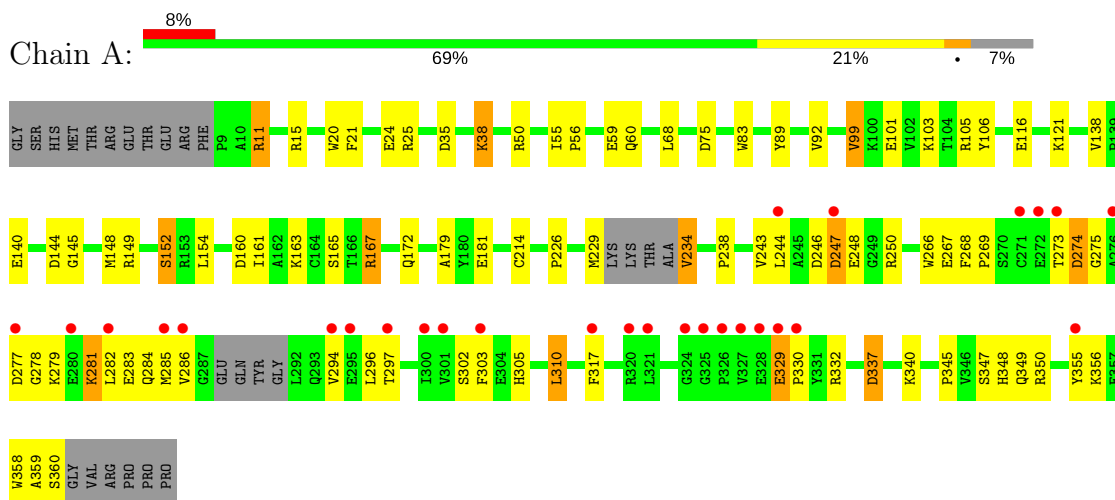 8%
Chain A:
69% 21% • 7%
GLY SER HIS MET THR ARG GLU THR GLU ARG PHE P9 A10 R11 R15 W20 F21 E24 R25 D35 K38 R50 I55 P56 E59 Q60 L68 D75 W83 Y89 V92 V99 K100 E101 V102 K103 T104 R105 Y106 E116 K121 V138
E140 D144 G145 M148 R149 S152 R153 L154 D160 I161 A162 K163 C164 S165 T166 R167 Q172 A179 Y180 E181 C214 P226 M229 LYS LYS THR ALA V234 P238 V243 L244 A245 D246 D247 E248 G249 R250 W266 E267 F268 P269 S270 C271 E272 T273 D274 G275 A276
D277 G278 K279 E280 K281 L282 E283 Q284 M285 V286 G287 GLU GLN TYR GLY L292 Q293 V294 E295 L296 T297 I300 V301 S302 F303 E304 H305 L310 F317 R320 L321 G324 G325 P326 V327 E328 E329 P330 Y331 R332 D337 K340 P345 V346 S347 H348 Q349 R350 Y355 K356
W358 A359 S360 GLY VAL ARG PRO PRO PRO